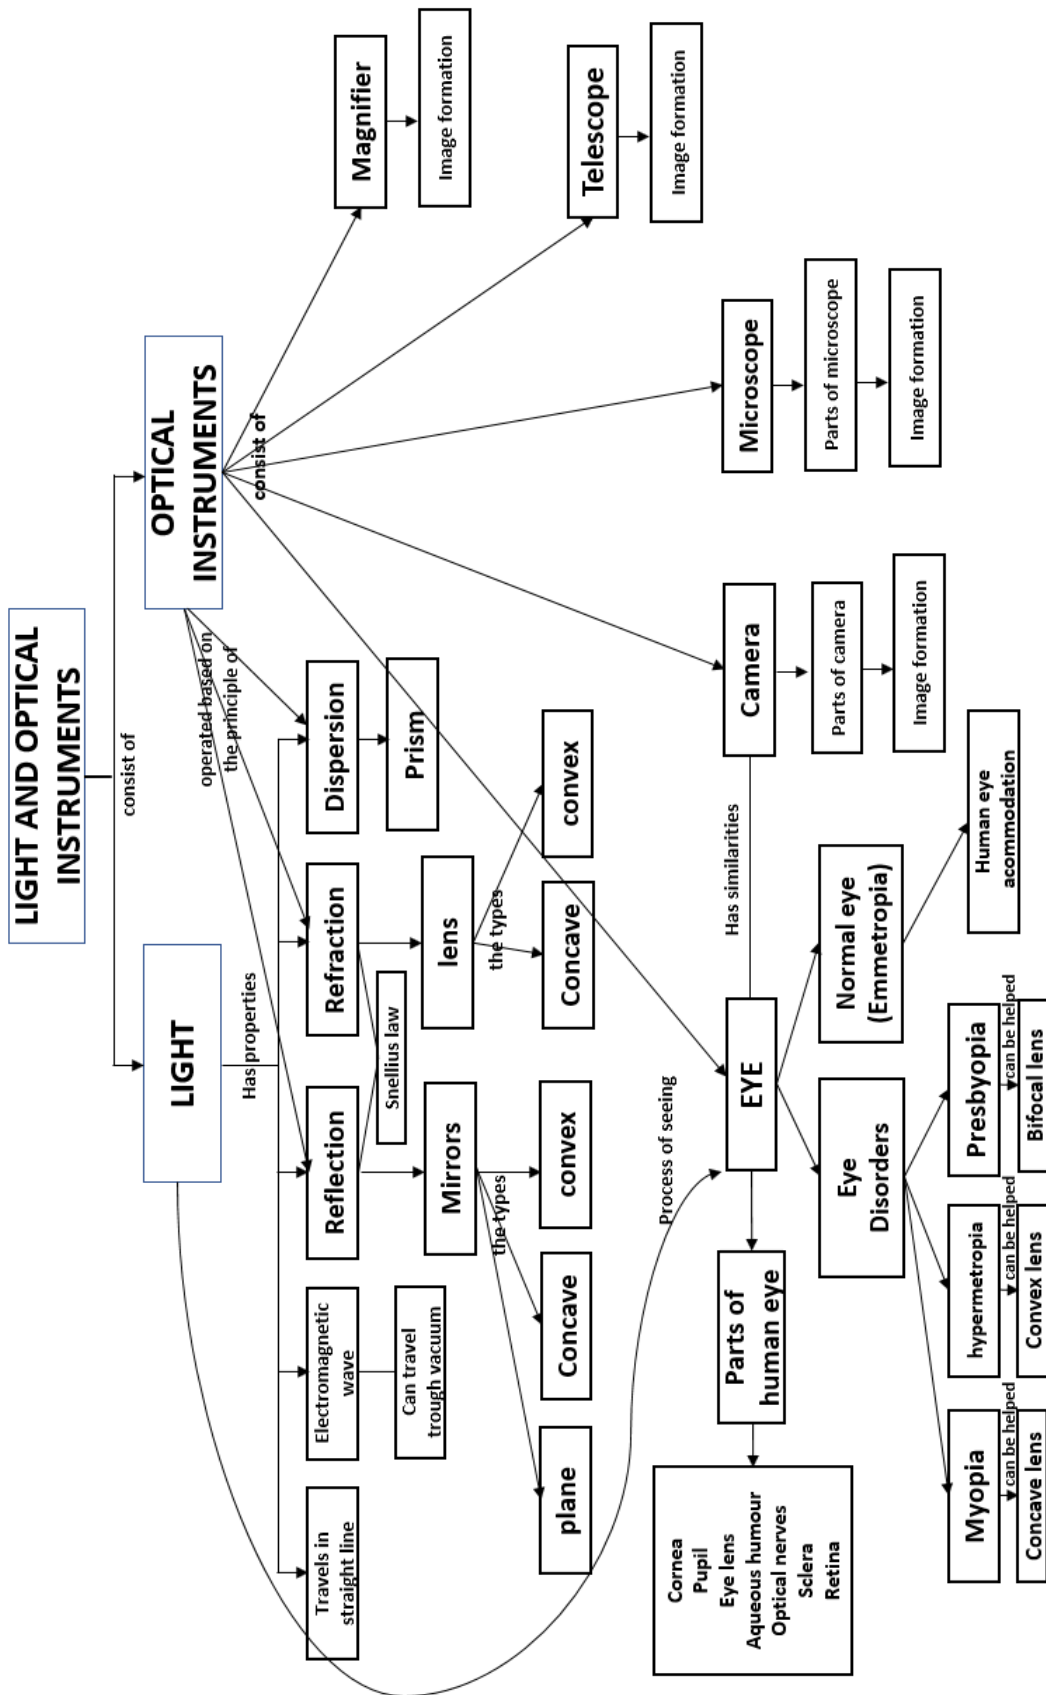 LIGHT AND OPTICAL
INSTRUMENTS
consist of
LIGHT
OPTICAL
INSTRUMENTS
Has properties
operated based on
the principle of
consist of
Travels in
straight line
Electromagnetic
wave
Can travel
trough vacuum
Reflection
Refraction
Snellius law
Dispersion
Prism
Mirrors
the types
plane
Concave
convex
lens
the types
Concave
convex
Magnifier
Image formation
Telescope
Image formation
Microscope
Parts of microscope
Image formation
Camera
Parts of camera
Image formation
Has similarities
Process of seeing
EYE
Parts of
human eye
Cornea
Pupil
Eye lens
Aqueous humour
Optical nerves
Sclera
Retina
Eye
Disorders
Normal eye
(Emmetropia)
Human eye
acommodation
Myopia
can be helped
Concave lens
hypermetropia
can be helped
Convex lens
Presbyopia
can be helped
Bifocal lens